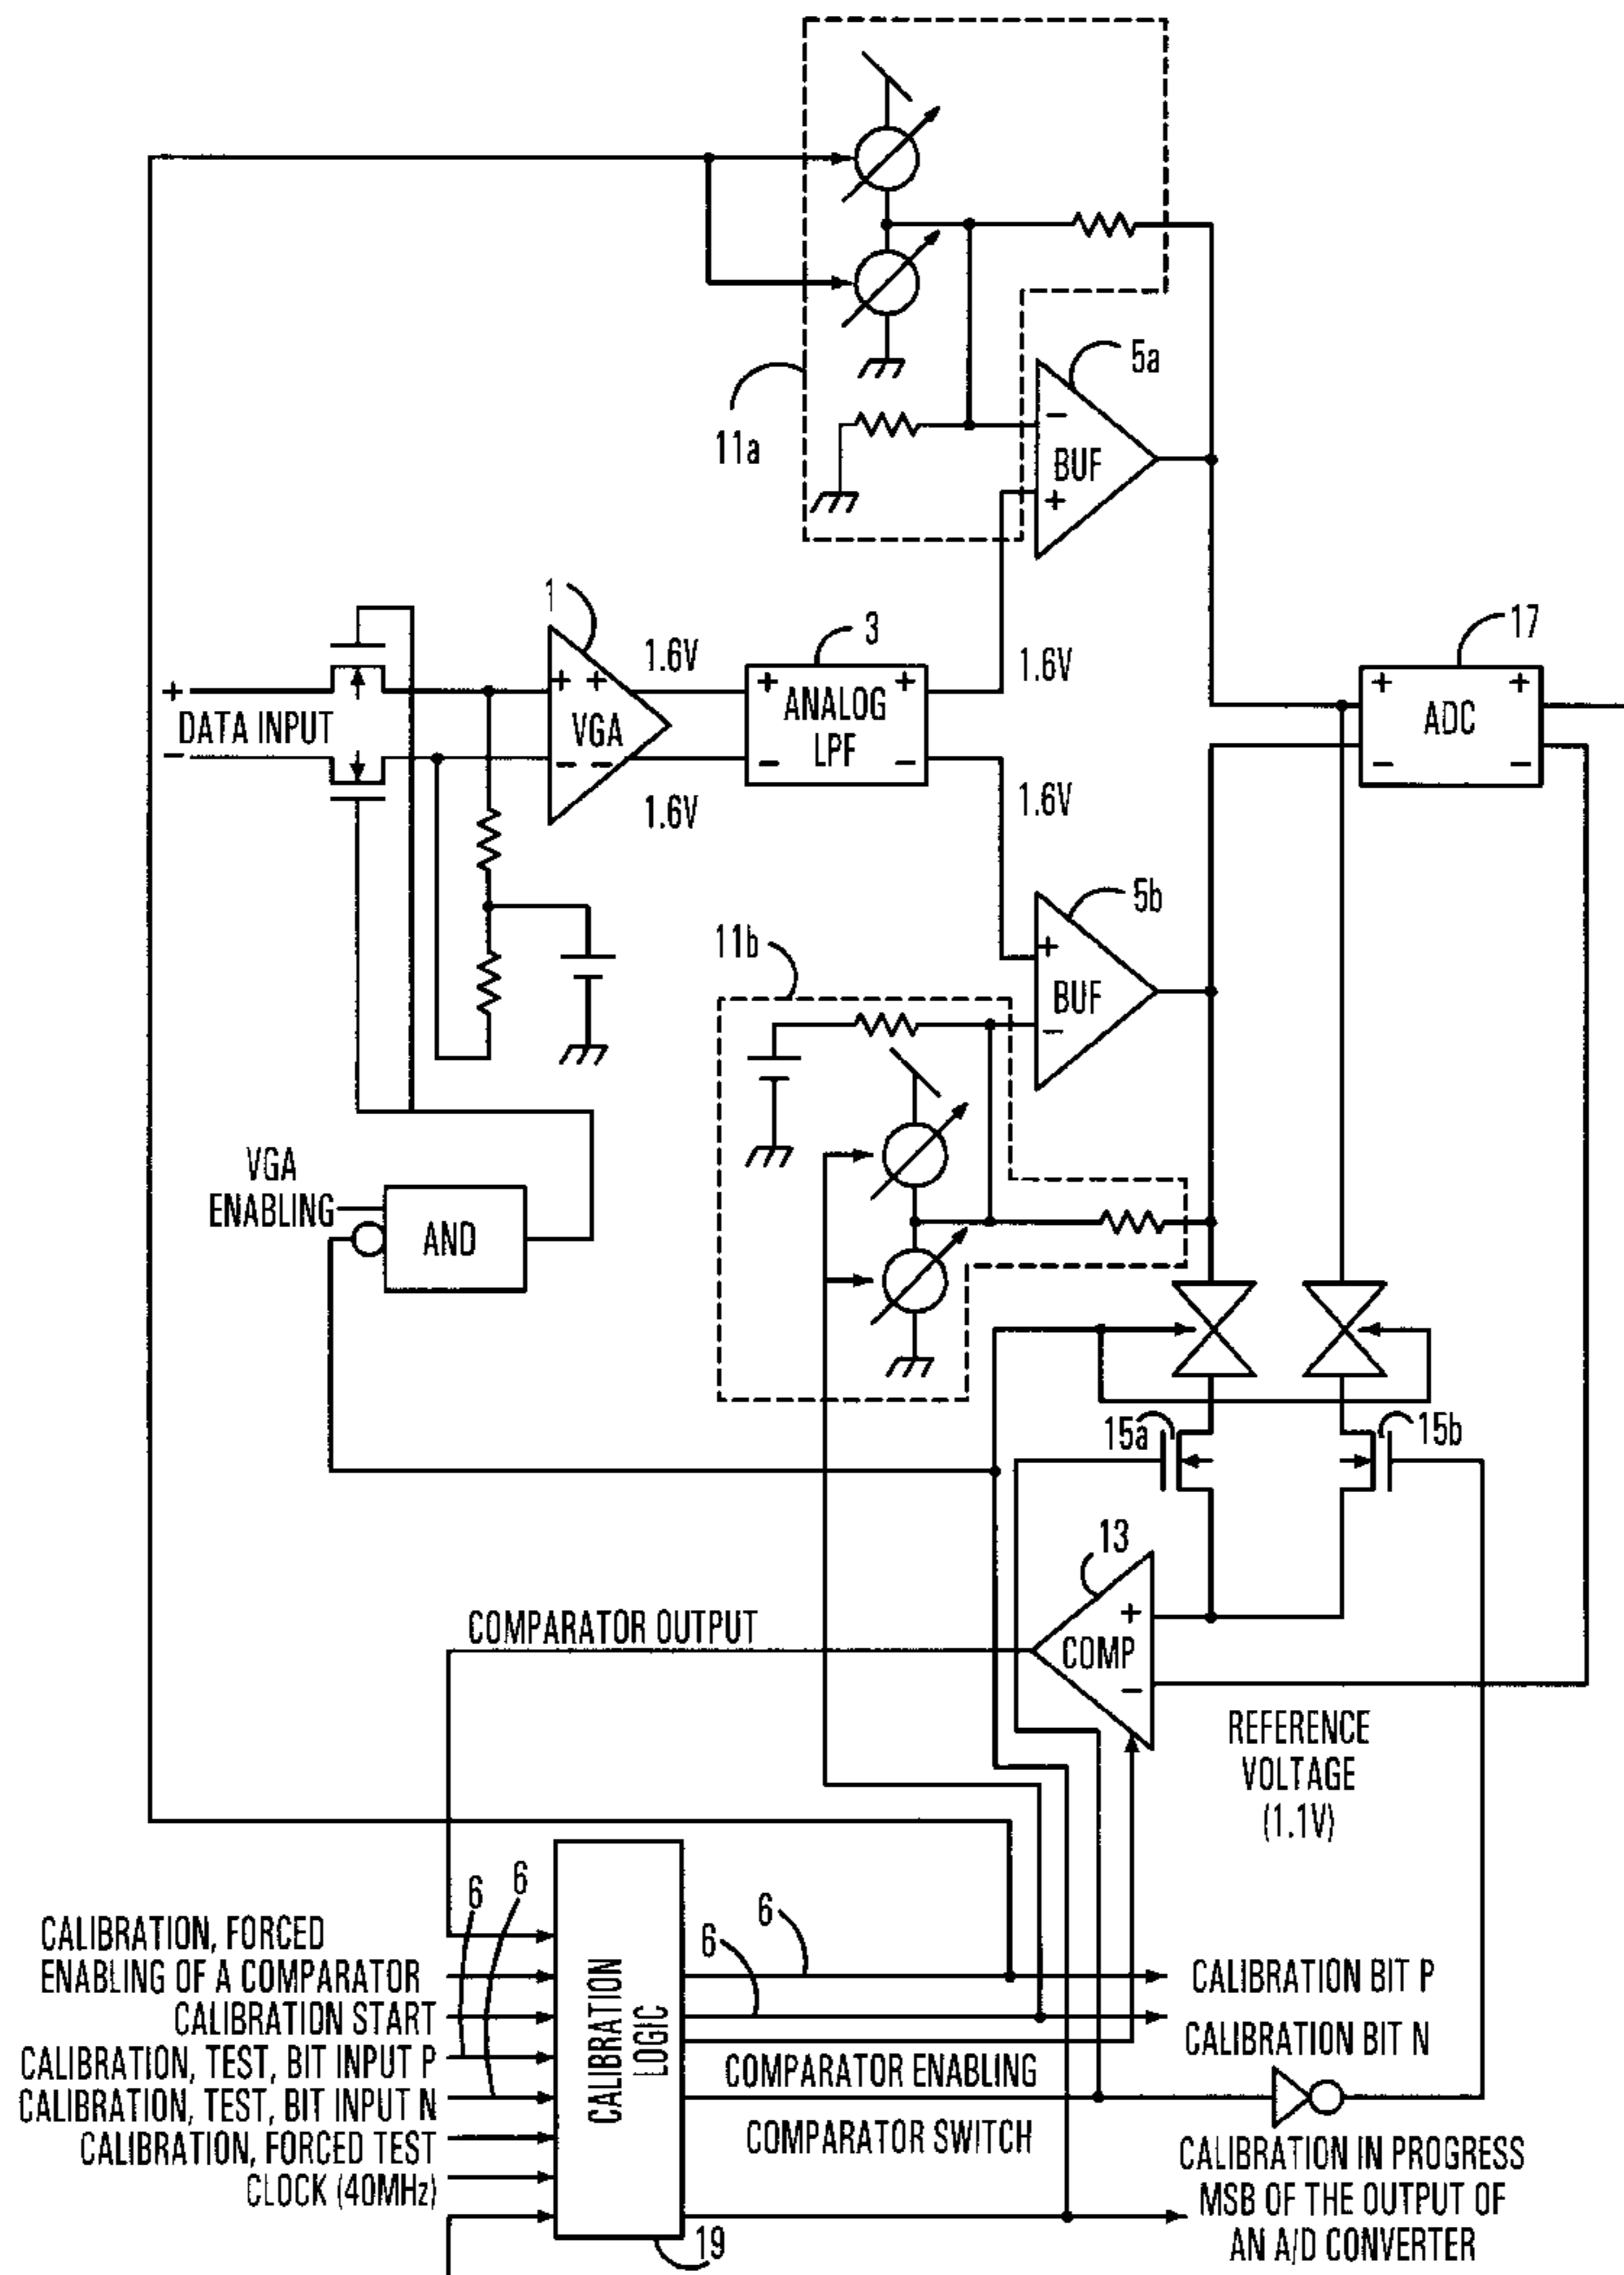 5a
11a
BUF
−
+
1
1.6V
3
1.6V
17
+
DATA INPUT
−
+ +
VGA
− −
+ +
ANALOG
LPF
− −
+ +
ADC
− −
1.6V
1.6V
5b
11b
+
BUF
−
VGA
ENABLING
AND
15a
15b
13
COMPARATOR OUTPUT
+
COMP
−
REFERENCE
VOLTAGE
(1.1V)
6
6
6
6
CALIBRATION, FORCED
ENABLING OF A COMPARATOR
CALIBRATION START
CALIBRATION, TEST, BIT INPUT P
CALIBRATION, TEST, BIT INPUT N
CALIBRATION, FORCED TEST
CLOCK (40MHz)
CALIBRATION
LOGIC
CALIBRATION BIT P
CALIBRATION BIT N
COMPARATOR ENABLING
COMPARATOR SWITCH
CALIBRATION IN PROGRESS
MSB OF THE OUTPUT OF
AN A/D CONVERTER
19